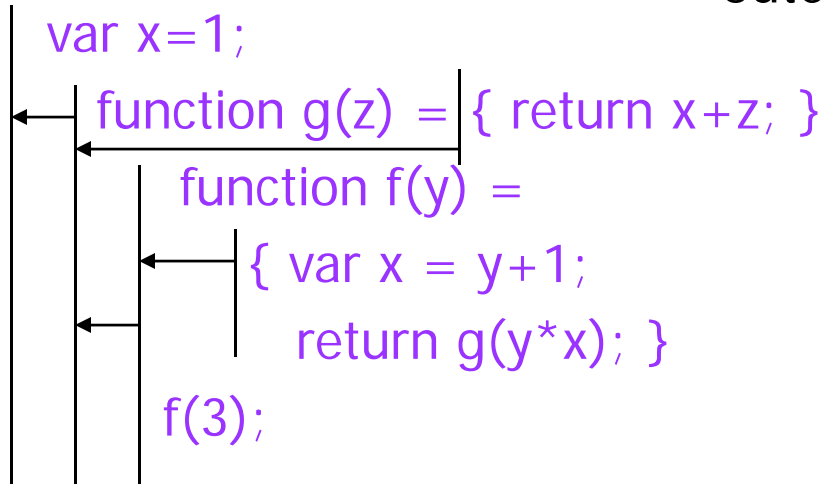 var x=1;
function g(z) = { return x+z; }
function f(y) =
{ var x = y+1;
return g(y*x); }
f(3);